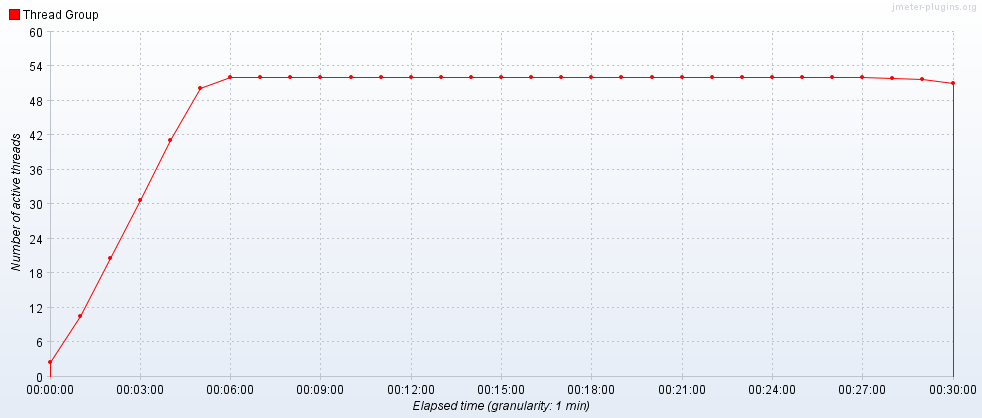 jmeter-plugins.org
Thread Group
60
54
48
42
36
30
24
18
12
6
0
Number of active threads
00:00:00 00:03:00 00:06:00 00:09:00 00:12:00 00:15:00 00:18:00 00:21:00 00:24:00 00:27:00 00:30:00
Elapsed time (granularity: 1 min)